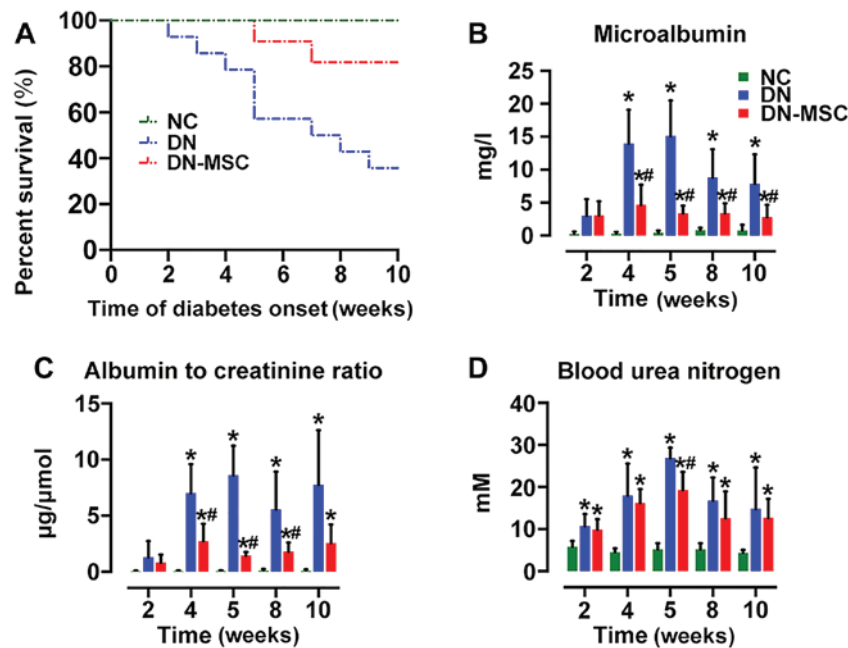 A
Percent survival (%)
100
80
60
40
20
0
NC
DN
DN-MSC
0 2 4 6 8 10
Time of diabetes onset (weeks)
B
Microalbumin
mg/l
25
20
15
10
5
0
NC
DN
DN-MSC
* * * *
*# *# *# *#
2 4 5 8 10
Time (weeks)
C
Albumin to creatinine ratio
µg/µmol
15
10
5
0
* * * *
*# *# *# *
2 4 5 8 10
Time (weeks)
D
Blood urea nitrogen
mM
40
30
20
10
0
* * * * *
* * *# * *
2 4 5 8 10
Time (weeks)